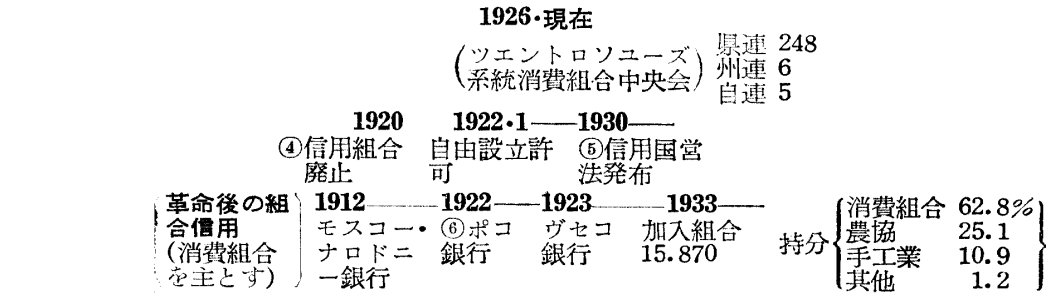 1926・現在
(ツエントロソユーズ
系統消費組合中央会)
県連 248
州連 6
自連 5
1920 1922・1——1930——
④信用組合
廃止
自由設立許
可
⑤信用国営
法発布
革命後の組
合信用
(消費組合
を主とす)
1912——1922——1923——1933——
モスコー・
ナロドニ
ー銀行
⑥ポコ
銀行
ヴセコ
銀行
加入組合
15.870
持分
消費組合 62.8%
農協 25.1
手工業 10.9
其他 1.2